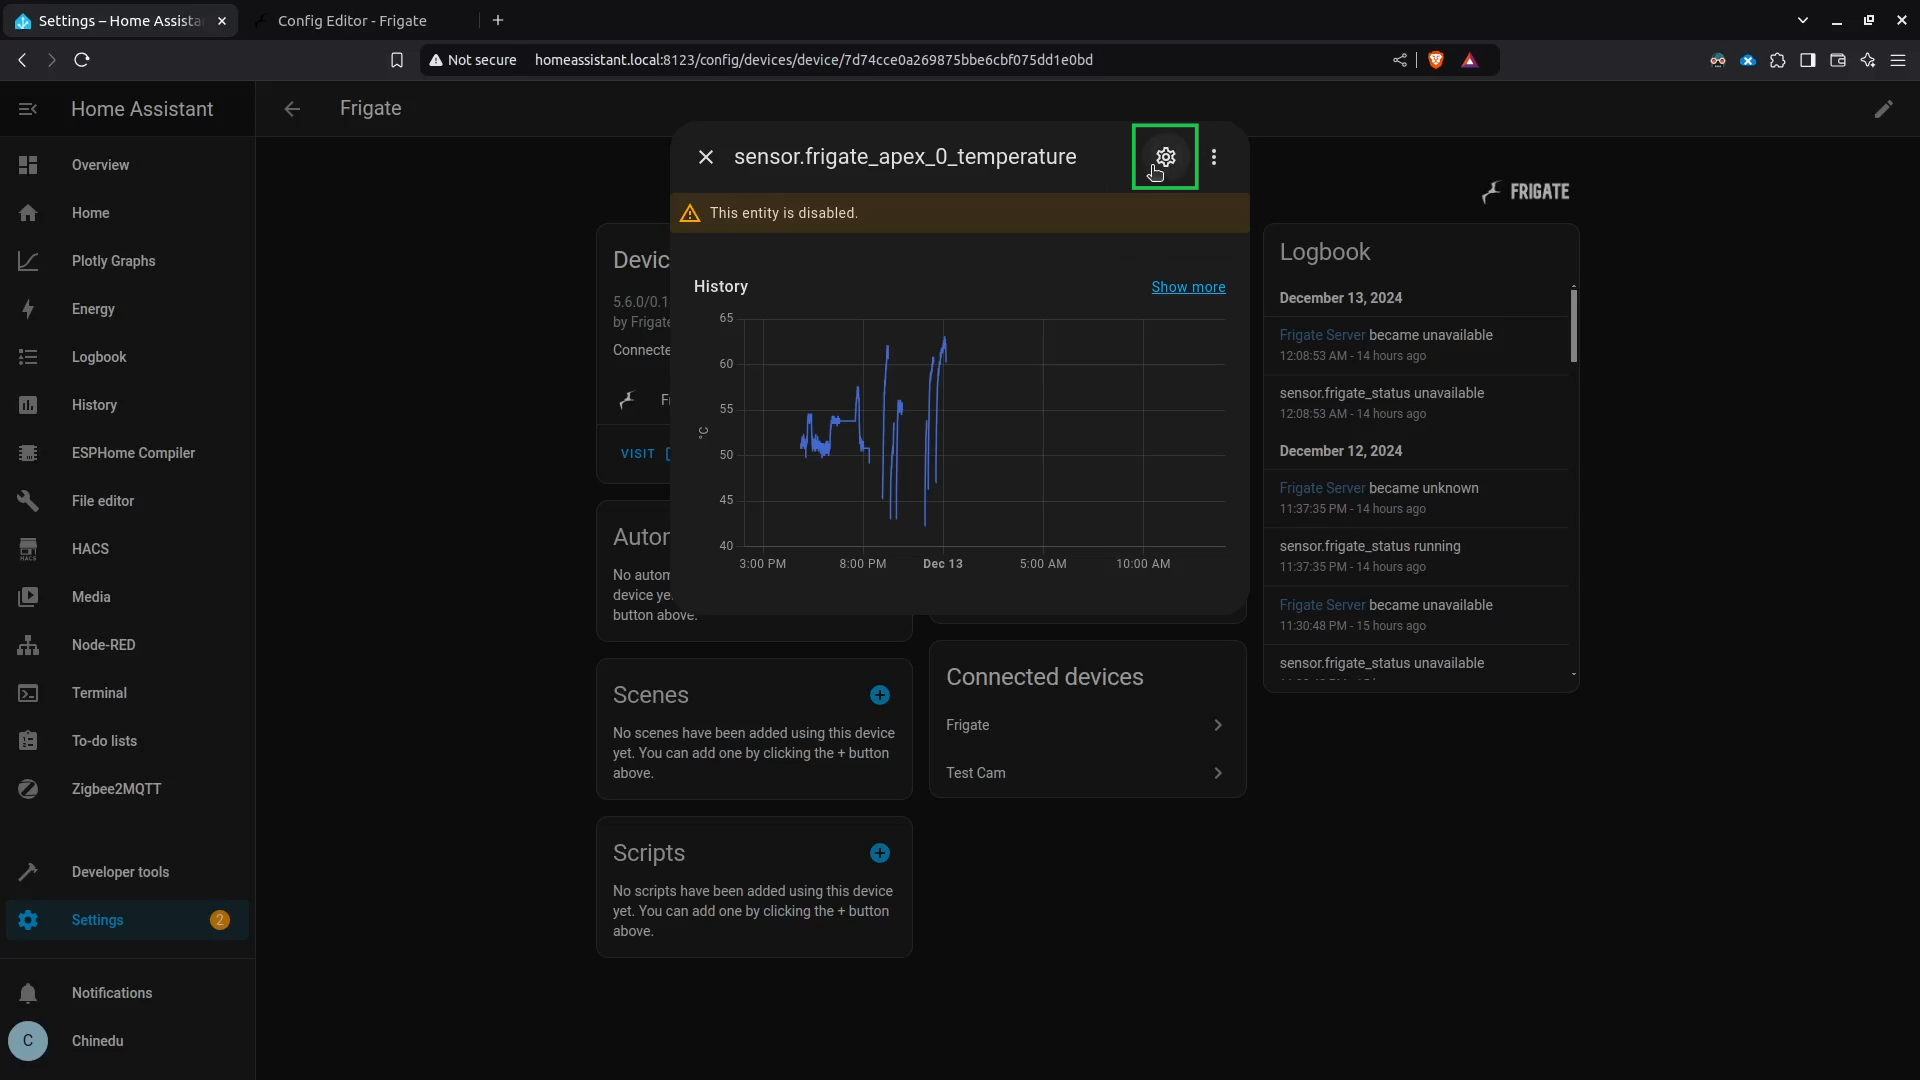 Settings – Home Assista
Config Editor - Frigate
Not secure
homeassistant.local:8123/config/devices/device/7d74cce0a269875bbe6cbf075dd1e0bd
Home Assistant
Frigate
Overview
Home
Plotly Graphs
Energy
Logbook
History
ESPHome Compiler
File editor
HACS
HACS
Media
Node-RED
Terminal
To-do lists
Zigbee2MQTT
Developer tools
Settings
2
Notifications
C
Chinedu
sensor.frigate_apex_0_temperature
This entity is disabled.
History
Show more
65
60
55
50
45
40
°C
3:00 PM
8:00 PM
Dec 13
5:00 AM
10:00 AM
Devic
5.6.0/0.1
by Frigate
Connecte
F
VISIT
Autor
No autom
device ye
button above.
Scenes
No scenes have been added using this device
yet. You can add one by clicking the + button
above.
Scripts
No scripts have been added using this device
yet. You can add one by clicking the + button
above.
Connected devices
Frigate
Test Cam
FRIGATE
Logbook
December 13, 2024
Frigate Server became unavailable
12:08:53 AM - 14 hours ago
sensor.frigate_status unavailable
12:08:53 AM - 14 hours ago
December 12, 2024
Frigate Server became unknown
11:37:35 PM - 14 hours ago
sensor.frigate_status running
11:37:35 PM - 14 hours ago
Frigate Server became unavailable
11:30:48 PM - 15 hours ago
sensor.frigate_status unavailable